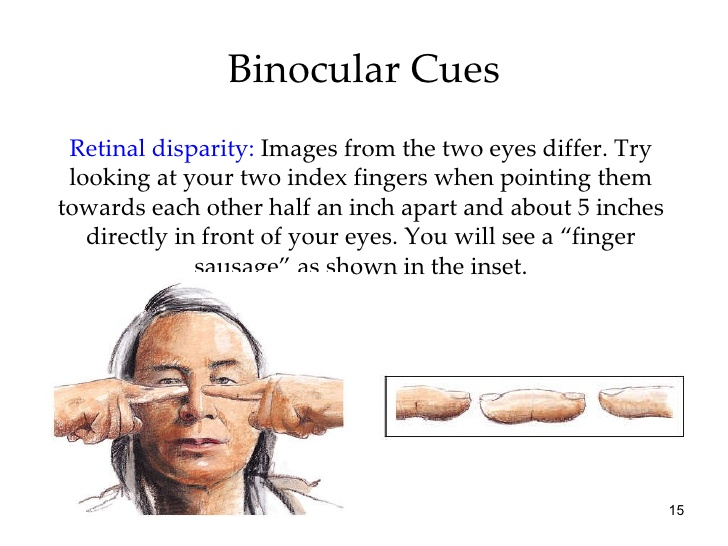 Binocular Cues
Retinal disparity: Images from the two eyes differ. Try
looking at your two index fingers when pointing them
towards each other half an inch apart and about 5 inches
directly in front of your eyes. You will see a “finger
sausage” as shown in the inset.
15